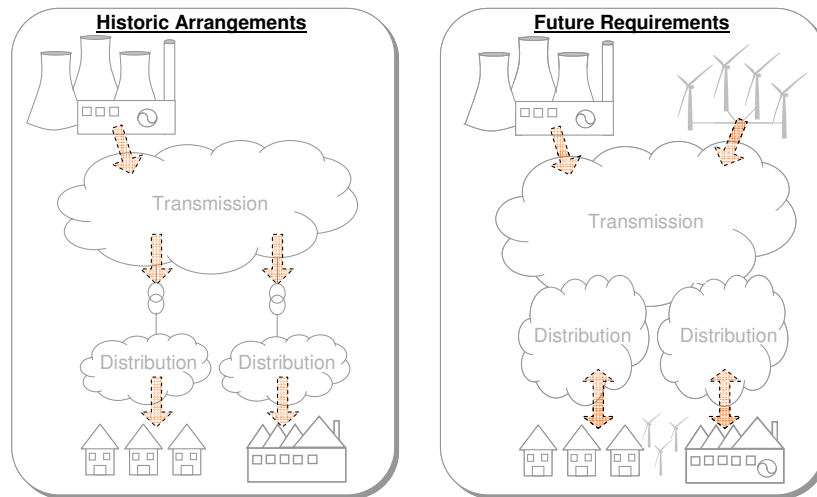 Historic Arrangements
Transmission
Distribution
Distribution
Future Requirements
Transmission
Distribution
Distribution